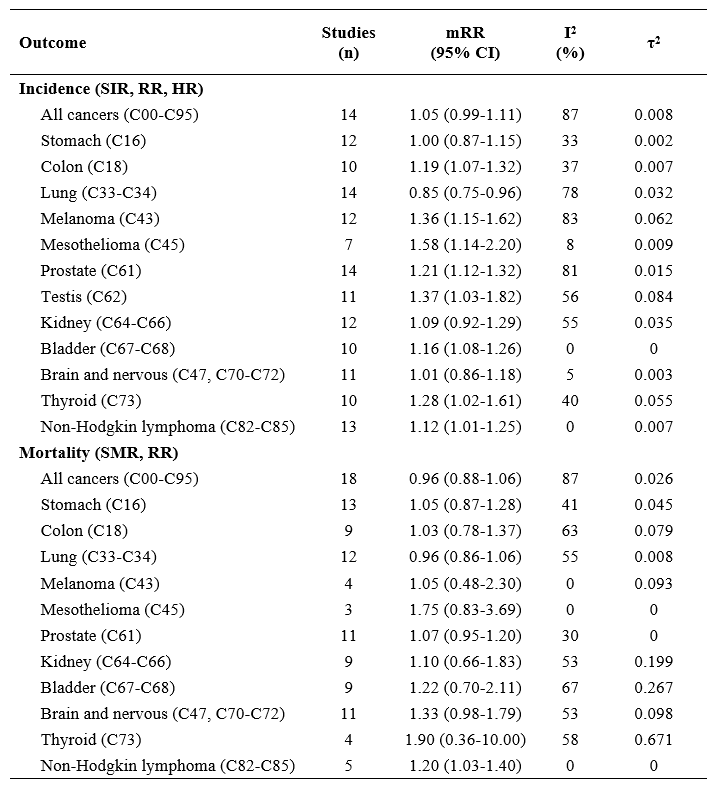 Outcome Studies (n) mRR (95% CI) I² (%) τ²
Incidence (SIR, RR, HR)
All cancers (C00-C95) 14 1.05 (0.99-1.11) 87 0.008
Stomach (C16) 12 1.00 (0.87-1.15) 33 0.002
Colon (C18) 10 1.19 (1.07-1.32) 37 0.007
Lung (C33-C34) 14 0.85 (0.75-0.96) 78 0.032
Melanoma (C43) 12 1.36 (1.15-1.62) 83 0.062
Mesothelioma (C45) 7 1.58 (1.14-2.20) 8 0.009
Prostate (C61) 14 1.21 (1.12-1.32) 81 0.015
Testis (C62) 11 1.37 (1.03-1.82) 56 0.084
Kidney (C64-C66) 12 1.09 (0.92-1.29) 55 0.035
Bladder (C67-C68) 10 1.16 (1.08-1.26) 0 0
Brain and nervous (C47, C70-C72) 11 1.01 (0.86-1.18) 5 0.003
Thyroid (C73) 10 1.28 (1.02-1.61) 40 0.055
Non-Hodgkin lymphoma (C82-C85) 13 1.12 (1.01-1.25) 0 0.007
Mortality (SMR, RR)
All cancers (C00-C95) 18 0.96 (0.88-1.06) 87 0.026
Stomach (C16) 13 1.05 (0.87-1.28) 41 0.045
Colon (C18) 9 1.03 (0.78-1.37) 63 0.079
Lung (C33-C34) 12 0.96 (0.86-1.06) 55 0.008
Melanoma (C43) 4 1.05 (0.48-2.30) 0 0.093
Mesothelioma (C45) 3 1.75 (0.83-3.69) 0 0
Prostate (C61) 11 1.07 (0.95-1.20) 30 0
Kidney (C64-C66) 9 1.10 (0.66-1.83) 53 0.199
Bladder (C67-C68) 9 1.22 (0.70-2.11) 67 0.267
Brain and nervous (C47, C70-C72) 11 1.33 (0.98-1.79) 53 0.098
Thyroid (C73) 4 1.90 (0.36-10.00) 58 0.671
Non-Hodgkin lymphoma (C82-C85) 5 1.20 (1.03-1.40) 0 0